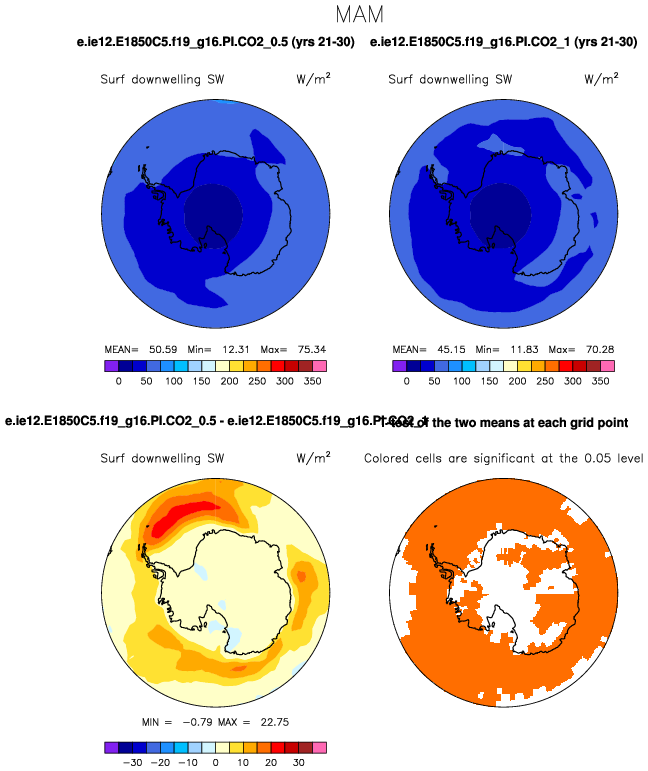 MAM
e.ie12.E1850C5.f19_g16.PI.CO2_0.5 (yrs 21-30) e.ie12.E1850C5.f19_g16.PI.CO2_1 (yrs 21-30)
Surf downwelling SW W/m² Surf downwelling SW W/m²
MEAN= 50.59 Min= 12.31 Max= 75.34 MEAN= 45.15 Min= 11.83 Max= 70.28
0 50 100 150 200 250 300 350 0 50 100 150 200 250 300 350
e.ie12.E1850C5.f19_g16.PI.CO2_0.5 - e.ie12.E1850C5.f19_g16.PI.CO2_1 T-test of the two means at each grid point
Surf downwelling SW W/m² Colored cells are significant at the 0.05 level
MIN = -0.79 MAX = 22.75
-30 -20 -10 0 10 20 30